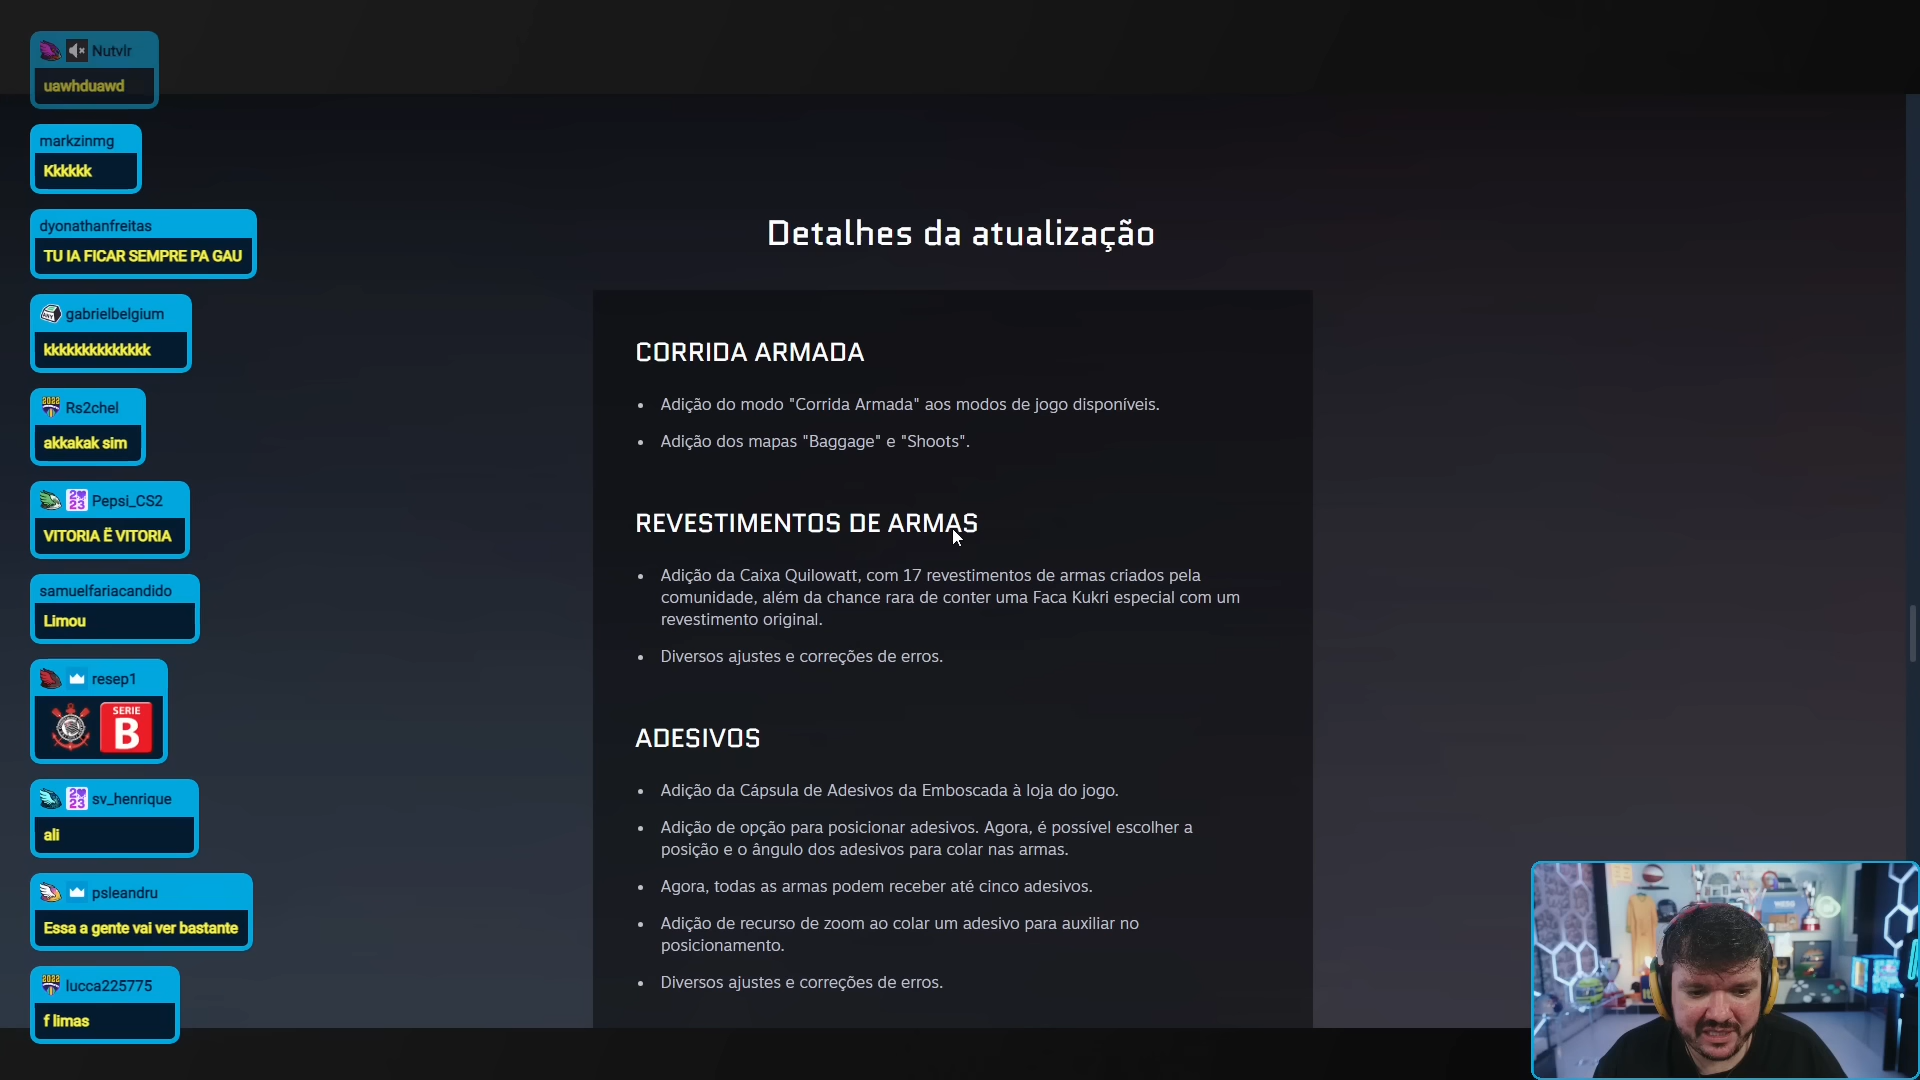 Nutvlr
uawhduawd
markzinmg
Kkkkkk
dyonathanfreitas
TU IA FICAR SEMPRE PA GAU
gabrielbelgium
kkkkkkkkkkkkkk
2022
Rs2chel
akkakak sim
Pepsi_CS2
VITORIA Ë VITORIA
samuelfariacandido
Limou
resep1
SERIE
B
sv_henrique
ali
psleandru
Essa a gente vai ver bastante
2022
lucca225775
f limas
Detalhes da atualização
CORRIDA ARMADA
• Adição do modo "Corrida Armada" aos modos de jogo disponíveis.
• Adição dos mapas "Baggage" e "Shoots".
REVESTIMENTOS DE ARMAS
• Adição da Caixa Quilowatt, com 17 revestimentos de armas criados pela
comunidade, além da chance rara de conter uma Faca Kukri especial com um
revestimento original.
• Diversos ajustes e correções de erros.
ADESIVOS
• Adição da Cápsula de Adesivos da Emboscada à loja do jogo.
• Adição de opção para posicionar adesivos. Agora, é possível escolher a
posição e o ângulo dos adesivos para colar nas armas.
• Agora, todas as armas podem receber até cinco adesivos.
• Adição de recurso de zoom ao colar um adesivo para auxiliar no
posicionamento.
• Diversos ajustes e correções de erros.